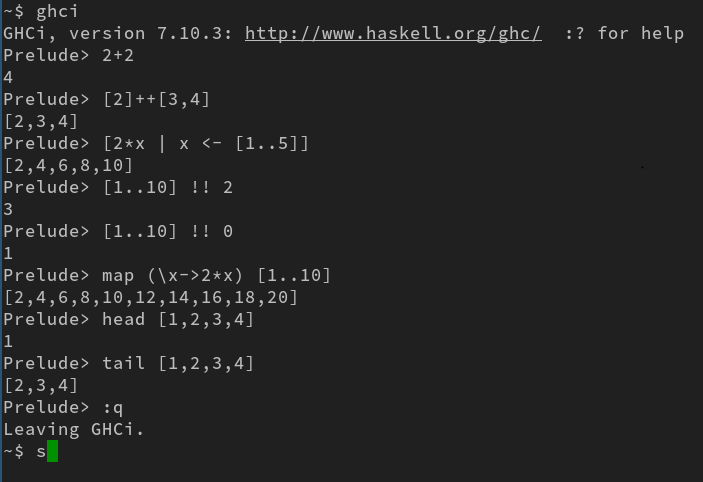 ~$ ghci
GHCi, version 7.10.3: http://www.haskell.org/ghc/  :? for help
Prelude> 2+2
4
Prelude> [2]++[3,4]
[2,3,4]
Prelude> [2*x | x <- [1..5]]
[2,4,6,8,10]
Prelude> [1..10] !! 2
3
Prelude> [1..10] !! 0
1
Prelude> map (\x->2*x) [1..10]
[2,4,6,8,10,12,14,16,18,20]
Prelude> head [1,2,3,4]
1
Prelude> tail [1,2,3,4]
[2,3,4]
Prelude> :q
Leaving GHCi.
~$ s